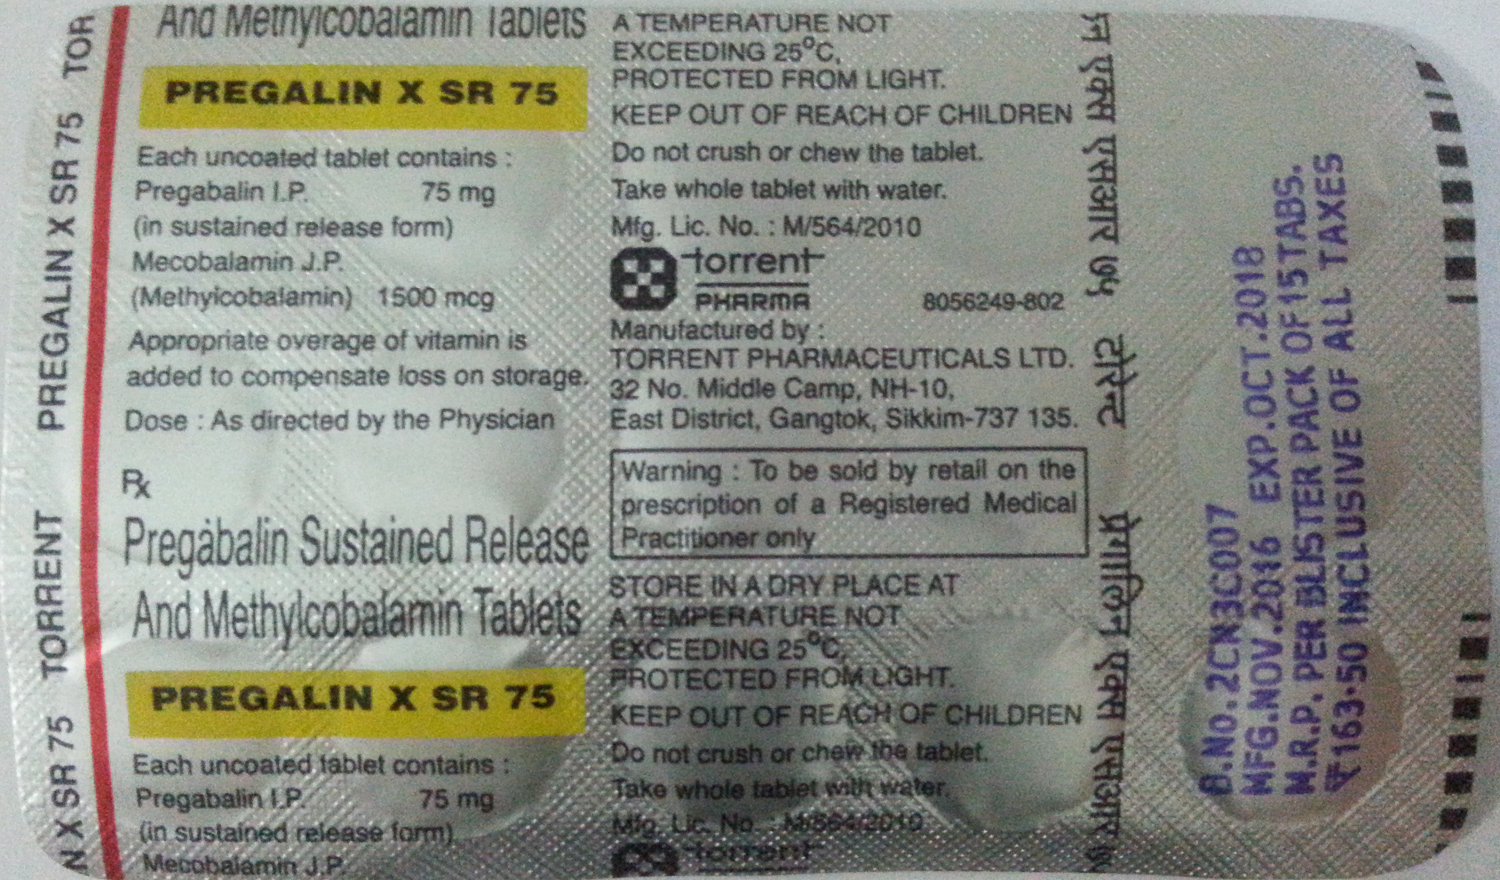 And Methylcobalamin Tablets
PREGALIN X SR 75
Each uncoated tablet contains :
Pregabalin I.P. 75 mg
(in sustained release form)
Mecobalamin J.P.
(Methylcobalamin) 1500 mcg
Appropriate overage of vitamin is
added to compensate loss on storage.
Dose : As directed by the Physician
Rx
Pregabalin Sustained Release
And Methylcobalamin Tablets
PREGALIN X SR 75
Each uncoated tablet contains :
Pregabalin I.P. 75 mg
(in sustained release form)
Mecobalamin J.P.
A TEMPERATURE NOT
EXCEEDING 25°C,
PROTECTED FROM LIGHT.
KEEP OUT OF REACH OF CHILDREN
Do not crush or chew the tablet.
Take whole tablet with water.
Mfg. Lic. No. : M/564/2010
torrent
PHARMA 8056249-802
Manufactured by :
TORRENT PHARMACEUTICALS LTD.
32 No. Middle Camp, NH-10,
East District, Gangtok, Sikkim-737 135.
Warning : To be sold by retail on the
prescription of a Registered Medical
Practitioner only
STORE IN A DRY PLACE AT
A TEMPERATURE NOT
EXCEEDING 25°C,
PROTECTED FROM LIGHT.
KEEP OUT OF REACH OF CHILDREN
Do not crush or chew the tablet.
Take whole tablet with water.
Mfg. Lic. No. : M/564/2010
torrent
N X SR 75 TORRENT PREGALIN X SR 75 TOR
प्रेगालिन एक्स एसआर ७५ टोरेंट
B.No.2CN3C007
MFG.NOV.2016 EXP.OCT.2018
M.R.P. PER BLISTER PACK OF 15 TABS.
₹163.50 INCLUSIVE OF ALL TAXES